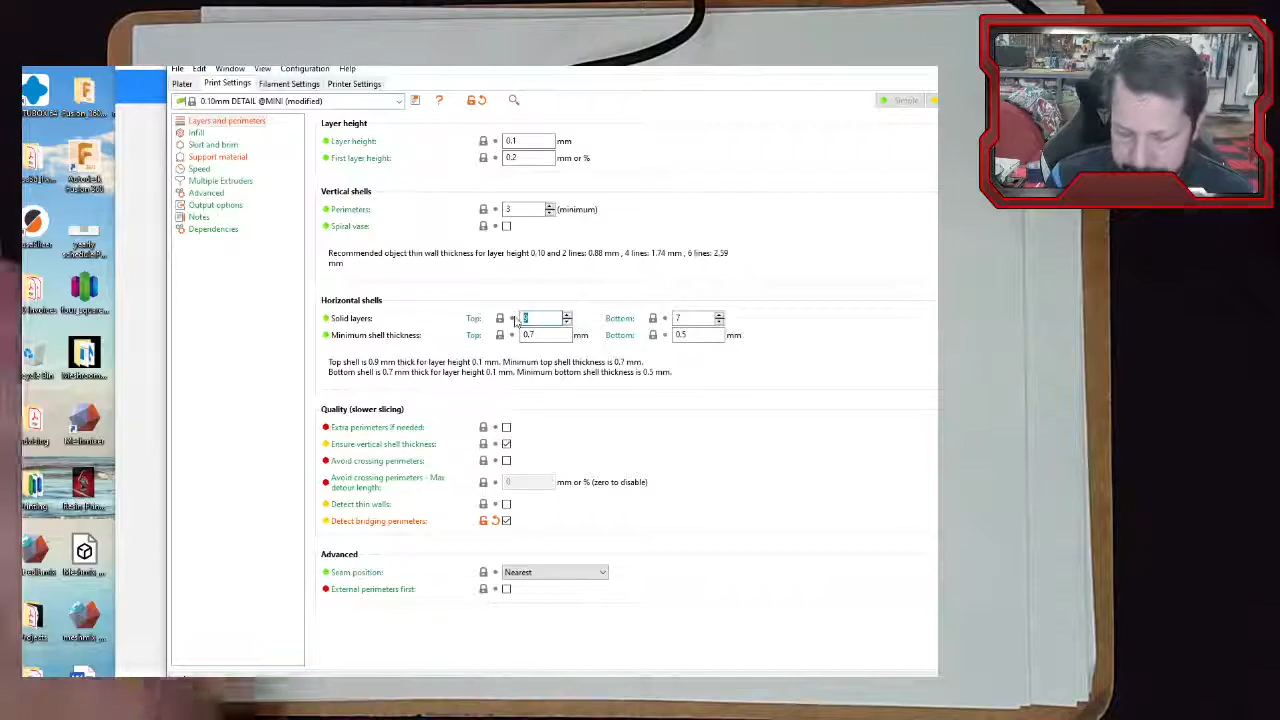 File Edit Window View Configuration Help
Plater Print Settings Filament Settings Printer Settings
0.10mm DETAIL @MINI (modified)
? Simple
Layers and perimeters
Infill
Skirt and brim
Support material
Speed
Multiple Extruders
Advanced
Output options
Notes
Dependencies
Layer height
Layer height: 0.1 mm
First layer height: 0.2 mm or %
Vertical shells
Perimeters: 3 (minimum)
Spiral vase:
Recommended object thin wall thickness for layer height 0.10 and 2 lines: 0.88 mm , 4 lines: 1.74 mm , 6 lines: 2.59
mm
Horizontal shells
Solid layers: Top: 9 Bottom: 7
Minimum shell thickness: Top: 0.7 mm Bottom: 0.5 mm
Top shell is 0.9 mm thick for layer height 0.1 mm. Minimum top shell thickness is 0.7 mm.
Bottom shell is 0.7 mm thick for layer height 0.1 mm. Minimum bottom shell thickness is 0.5 mm.
Quality (slower slicing)
Extra perimeters if needed:
Ensure vertical shell thickness:
Avoid crossing perimeters:
Avoid crossing perimeters - Max
detour length: 0 mm or % (zero to disable)
Detect thin walls:
Detect bridging perimeters:
Advanced
Seam position: Nearest
External perimeters first:
Autodesk
yearly
Meshroom
Meshmixer
Resin Prin...